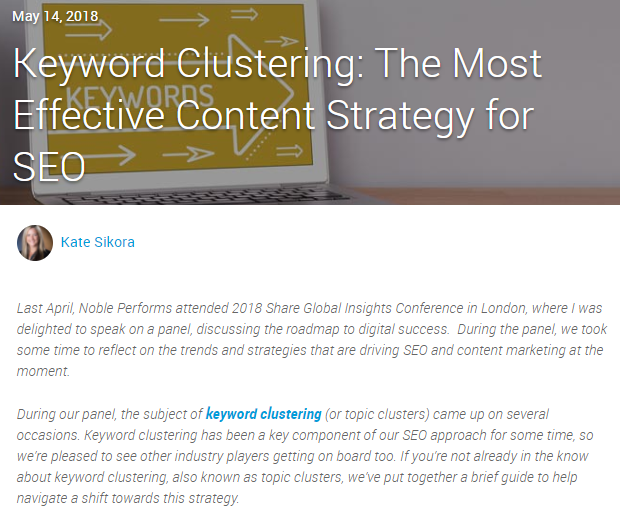 May 14, 2018
Keyword Clustering: The Most
Effective Content Strategy for
SEO
KEYWORDS
Kate Sikora
Last April, Noble Performs attended 2018 Share Global Insights Conference in London, where I was
delighted to speak on a panel, discussing the roadmap to digital success.  During the panel, we took
some time to reflect on the trends and strategies that are driving SEO and content marketing at the
moment.
During our panel, the subject of keyword clustering (or topic clusters) came up on several
occasions. Keyword clustering has been a key component of our SEO approach for some time, so
we're pleased to see other industry players getting on board too. If you're not already in the know
about keyword clustering, also known as topic clusters, we've put together a brief guide to help
navigate a shift towards this strategy.